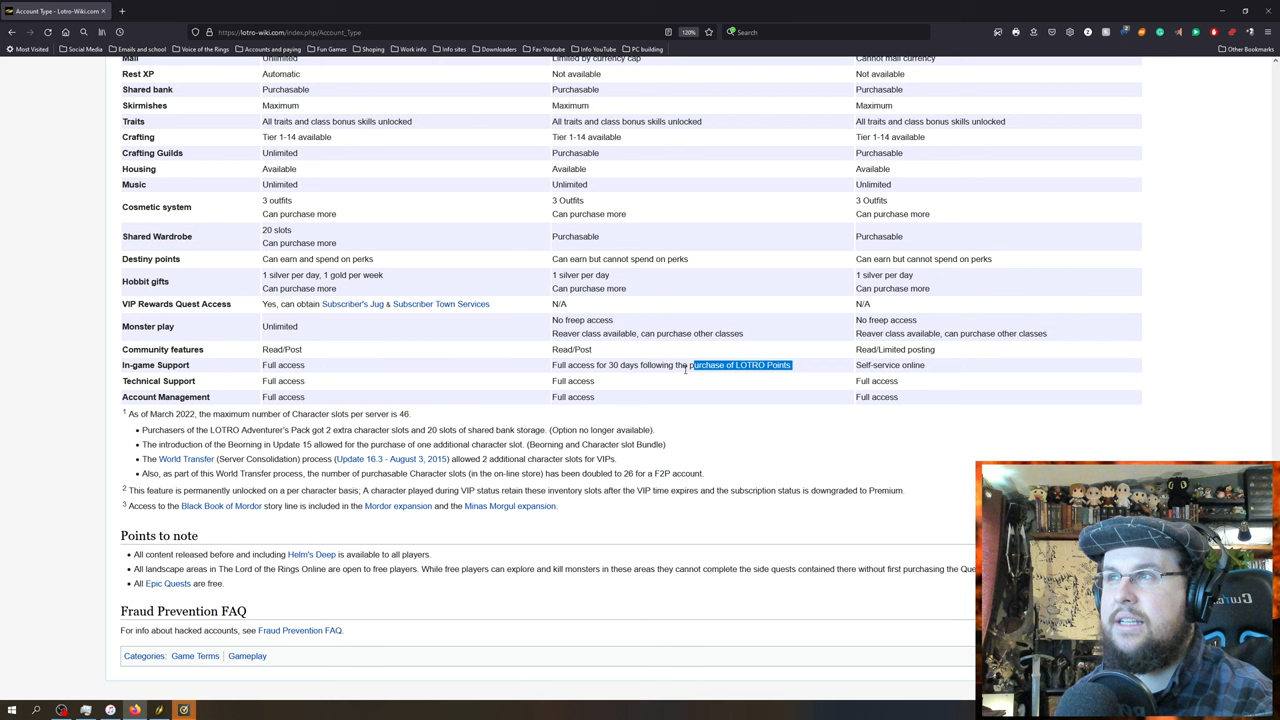 Account Type - Lotro-Wiki.com
https://lotro-wiki.com/index.php/Account_Type
120%
Search
Most Visited
Social Media
Emails and school
Voice of the Rings
Accounts and paying
Fun Games
Shoping
Work info
Info sites
Downloaders
Fav Youtube
Info YouTube
PC building
Other Bookmarks
Mail Unlimited Limited by currency cap Cannot mail currency
Rest XP Automatic Not available Not available
Shared bank Purchasable Purchasable Purchasable
Skirmishes Maximum Maximum Maximum
Traits All traits and class bonus skills unlocked All traits and class bonus skills unlocked All traits and class bonus skills unlocked
Crafting Tier 1-14 available Tier 1-14 available Tier 1-14 available
Crafting Guilds Unlimited Purchasable Purchasable
Housing Available Available Available
Music Unlimited Unlimited Unlimited
Cosmetic system
3 outfits 3 Outfits 3 Outfits
Can purchase more Can purchase more Can purchase more
Shared Wardrobe
20 slots
Can purchase more
Purchasable Purchasable
Destiny points Can earn and spend on perks Can earn but cannot spend on perks Can earn but cannot spend on perks
Hobbit gifts
1 silver per day, 1 gold per week 1 silver per day 1 silver per day
Can purchase more Can purchase more Can purchase more
VIP Rewards Quest Access Yes, can obtain Subscriber's Jug & Subscriber Town Services N/A N/A
Monster play Unlimited
No freep access No freep access
Reaver class available, can purchase other classes Reaver class available, can purchase other classes
Community features Read/Post Read/Post Read/Limited posting
In-game Support Full access Full access for 30 days following the purchase of LOTRO Points Self-service online
Technical Support Full access Full access Full access
Account Management Full access Full access Full access
1 As of March 2022, the maximum number of Character slots per server is 46.
• Purchasers of the LOTRO Adventurer's Pack got 2 extra character slots and 20 slots of shared bank storage. (Option no longer available).
• The introduction of the Beorning in Update 15 allowed for the purchase of one additional character slot. (Beorning and Character slot Bundle)
• The World Transfer (Server Consolidation) process (Update 16.3 - August 3, 2015) allowed 2 additional character slots for VIPs.
• Also, as part of this World Transfer process, the number of purchasable Character slots (in the on-line store) has been doubled to 26 for a F2P account.
2 This feature is permanently unlocked on a per character basis; A character played during VIP status retain these inventory slots after the VIP time expires and the subscription status is downgraded to Premium.
3 Access to the Black Book of Mordor story line is included in the Mordor expansion and the Minas Morgul expansion.
Points to note
• All content released before and including Helm's Deep is available to all players.
• All landscape areas in The Lord of the Rings Online are open to free players. While free players can explore and kill monsters in these areas they cannot complete the side quests contained there without first purchasing the Que
• All Epic Quests are free.
Fraud Prevention FAQ
For info about hacked accounts, see Fraud Prevention FAQ.
Categories: Game Terms | Gameplay